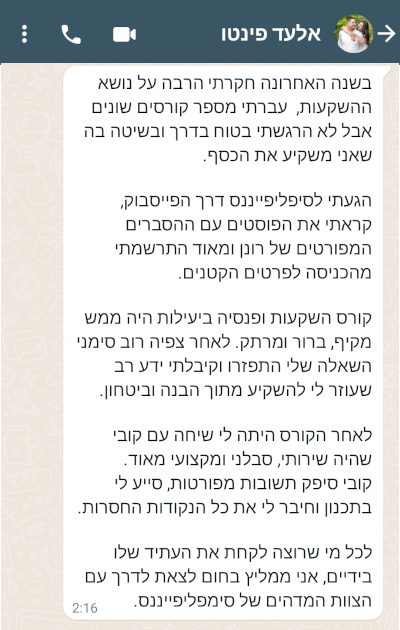 אלעד פינטו
בשנה האחרונה חקרתי הרבה על נושא
ההשקעות,  עברתי מספר קורסים שונים
אבל לא הרגשתי בטוח בדרך ובשיטה בה
שאני משקיע את הכסף.
הגעתי לסיפליפייננס דרך הפייסבוק,
קראתי את הפוסטים עם ההסברים
המפורטים של רונן ומאוד התרשמתי
מהכניסה לפרטים הקטנים.
קורס השקעות ופנסיה ביעילות היה ממש
מקיף, ברור ומרתק. לאחר צפיה רוב סימני
השאלה שלי התפזרו וקיבלתי ידע רב
שעוזר לי להשקיע מתוך הבנה וביטחון.
לאחר הקורס היתה לי שיחה עם קובי
שהיה שירותי, סבלני ומקצועי מאוד.
קובי סיפק תשובות מפורטות, סייע לי
בתכנון וחיבר לי את כל הנקודות החסרות.
לכל מי שרוצה לקחת את העתיד שלו
בידיים, אני ממליץ בחום לצאת לדרך עם
הצוות המדהים של סימפליפייננס.
2:16